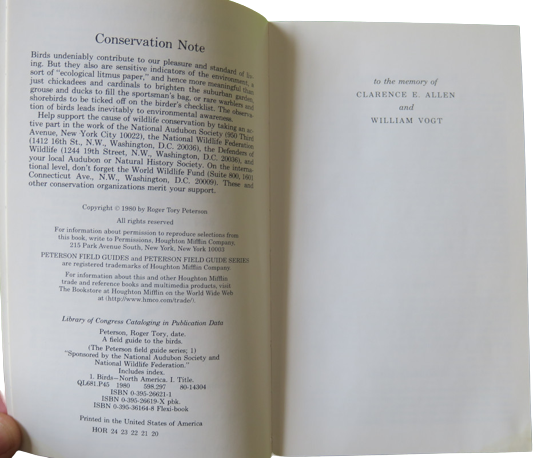 Conservation Note
Birds undeniably contribute to our pleasure and standard of liv-
ing. But they also are sensitive indicators of the environment, a
sort of "ecological litmus paper," and hence more meaningful than
just chickadees and cardinals to brighten the suburban garden,
grouse and ducks to fill the sportsman's bag, or rare warblers and
shorebirds to be ticked off on the birder's checklist. The observa-
tion of birds leads inevitably to environmental awareness.
Help support the cause of wildlife conservation by taking an ac-
tive part in the work of the National Audubon Society (950 Third
Avenue, New York City 10022), the National Wildlife Federation
(1412 16th St., N.W., Washington, D.C. 20036), the Defenders of
Wildlife (1244 19th Street, N.W., Washington, D.C. 20036), and
your local Audubon or Natural History Society. On the interna-
tional level, don't forget the World Wildlife Fund (Suite 800, 1601
Connecticut Ave., N.W., Washington, D.C. 20009). These and
other conservation organizations merit your support.
Copyright © 1980 by Roger Tory Peterson
All rights reserved
For information about permission to reproduce selections from
this book, write to Permissions, Houghton Mifflin Company,
215 Park Avenue South, New York, New York 10003
PETERSON FIELD GUIDES and PETERSON FIELD GUIDE SERIES
are registered trademarks of Houghton Mifflin Company.
For information about this and other Houghton Mifflin
trade and reference books and multimedia products, visit
The Bookstore at Houghton Mifflin on the World Wide Web
at (http://www.hmco.com/trade/).
Library of Congress Cataloging in Publication Data
Peterson, Roger Tory, date.
A field guide to the birds.
(The Peterson field guide series; 1)
"Sponsored by the National Audubon Society and
National Wildlife Federation."
Includes index.
1. Birds—North America. I. Title.
QL681.P45 1980 598.297 80-14304
ISBN 0-395-26621-1
ISBN 0-395-26619-X pbk.
ISBN 0-395-36164-8 Flexi-book
Printed in the United States of America
HOR 24 23 22 21 20
to the memory of
CLARENCE E. ALLEN
and
WILLIAM VOGT